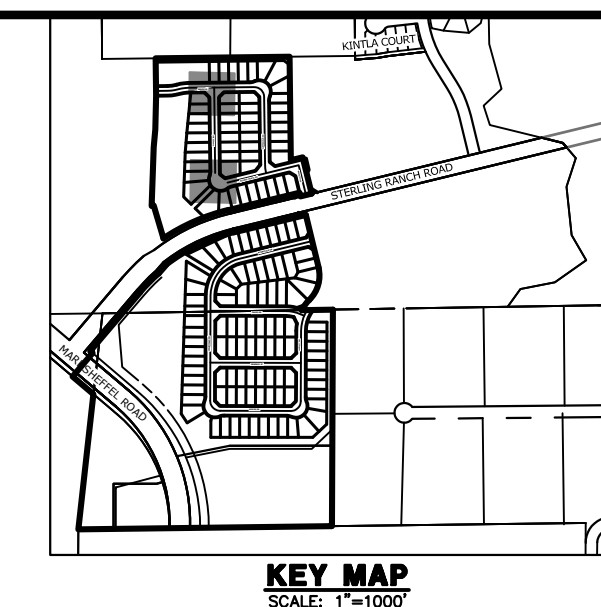 KINTLA COURT
STERLING RANCH ROAD
MARKSHEFFEL ROAD
KEY MAP
SCALE: 1"=1000'